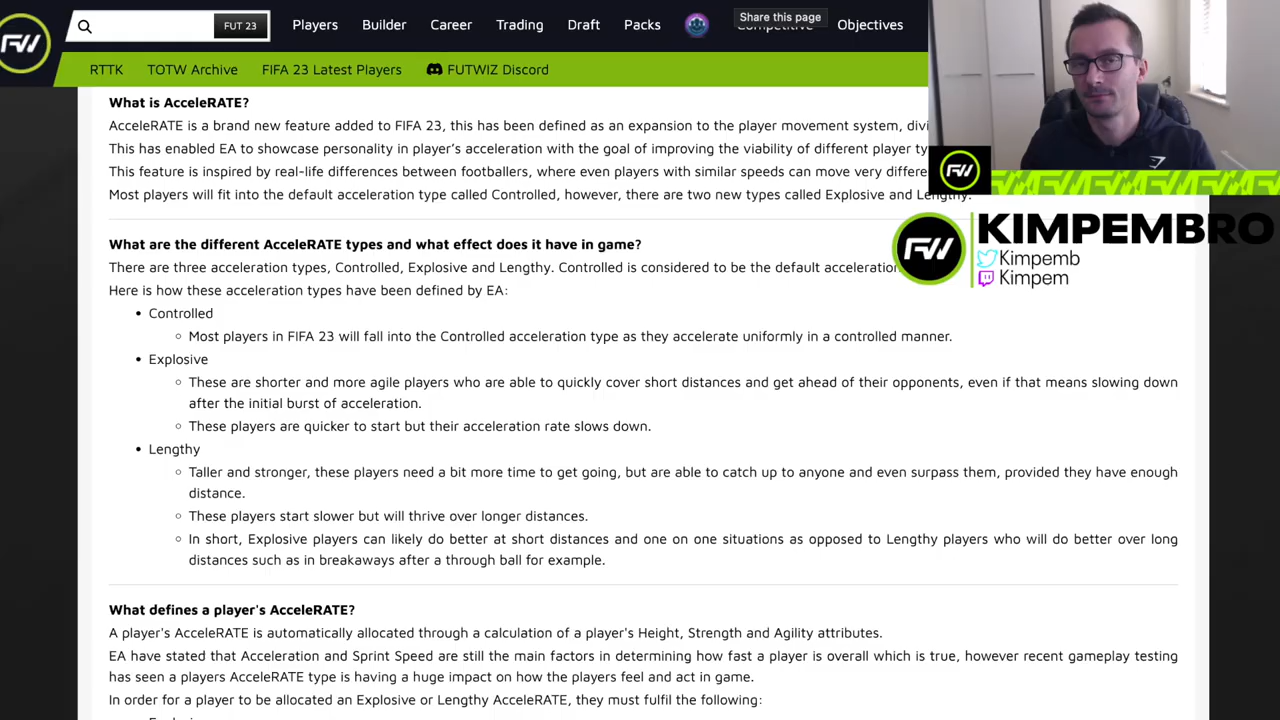 FUT 23
Players
Builder
Career
Trading
Draft
Packs
Share this page
Competitive
Objectives
FW
RTTK
TOTW Archive
FIFA 23 Latest Players
FUTWIZ Discord
What is AcceleRATE?
AcceleRATE is a brand new feature added to FIFA 23, this has been defined as an expansion to the player movement system,
This has enabled EA to showcase personality in player’s acceleration with the goal of improving the viability of different player
This feature is inspired by real-life differences between footballers, where even players with similar speeds can move very
Most players will fit into the default acceleration type called Controlled, however, there are two new types called Explosive and Lengthy.
FW
KIMPEMBRO
Kimpemb
Kimpem
What are the different AcceleRATE types and what effect does it have in game?
There are three acceleration types, Controlled, Explosive and Lengthy. Controlled is considered to be the default acceleration
Here is how these acceleration types have been defined by EA:
Controlled
Most players in FIFA 23 will fall into the Controlled acceleration type as they accelerate uniformly in a controlled manner.
Explosive
These are shorter and more agile players who are able to quickly cover short distances and get ahead of their opponents, even if that means slowing down
after the initial burst of acceleration.
These players are quicker to start but their acceleration rate slows down.
Lengthy
Taller and stronger, these players need a bit more time to get going, but are able to catch up to anyone and even surpass them, provided they have enough
distance.
These players start slower but will thrive over longer distances.
In short, Explosive players can likely do better at short distances and one on one situations as opposed to Lengthy players who will do better over long
distances such as in breakaways after a through ball for example.
What defines a player's AcceleRATE?
A player's AcceleRATE is automatically allocated through a calculation of a player's Height, Strength and Agility attributes.
EA have stated that Acceleration and Sprint Speed are still the main factors in determining how fast a player is overall which is true, however recent gameplay testing
has seen a players AcceleRATE type is having a huge impact on how the players feel and act in game.
In order for a player to be allocated an Explosive or Lengthy AcceleRATE, they must fulfil the following: